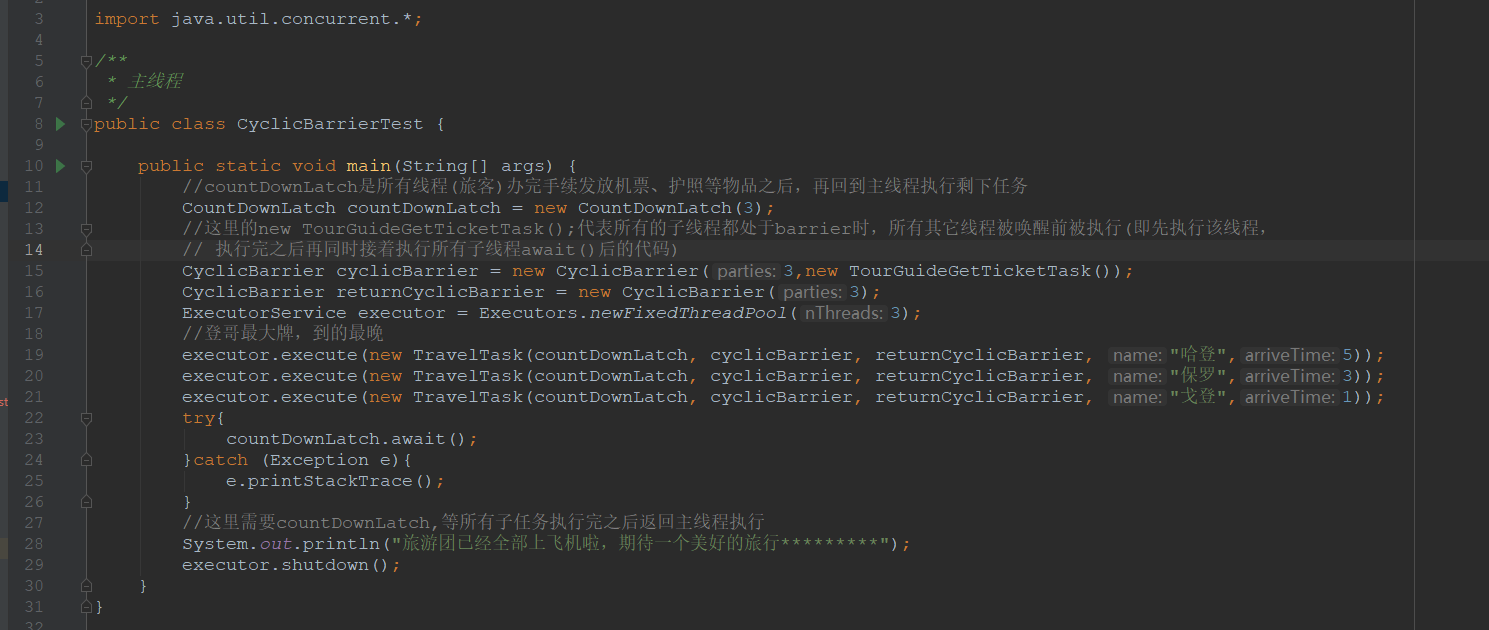 3 import java.util.concurrent.*;
4
5 /**
6 * 主线程
7 */
8 public class CyclicBarrierTest {
9
10 public static void main(String[] args) {
11 //countDownLatch是所有线程(旅客)办完手续发放机票、护照等物品之后，再回到主线程执行剩下任务
12 CountDownLatch countDownLatch = new CountDownLatch(3);
13 //这里的new TourGuideGetTicketTask();代表所有的子线程都处于barrier时，所有其它线程被唤醒前被执行(即先执行该线程，
14 // 执行完之后再同时接着执行所有子线程await()后的代码)
15 CyclicBarrier cyclicBarrier = new CyclicBarrier( parties: 3,new TourGuideGetTicketTask());
16 CyclicBarrier returnCyclicBarrier = new CyclicBarrier( parties: 3);
17 ExecutorService executor = Executors.newFixedThreadPool( nThreads: 3);
18 //登哥最大牌，到的最晚
19 executor.execute(new TravelTask(countDownLatch, cyclicBarrier, returnCyclicBarrier, name: "哈登", arriveTime: 5));
20 executor.execute(new TravelTask(countDownLatch, cyclicBarrier, returnCyclicBarrier, name: "保罗", arriveTime: 3));
21 executor.execute(new TravelTask(countDownLatch, cyclicBarrier, returnCyclicBarrier, name: "戈登", arriveTime: 1));
22 try{
23 countDownLatch.await();
24 }catch (Exception e){
25 e.printStackTrace();
26 }
27 //这里需要countDownLatch,等所有子任务执行完之后返回主线程执行
28 System.out.println("旅游团已经全部上飞机啦，期待一个美好的旅行*********");
29 executor.shutdown();
30 }
31 }
32